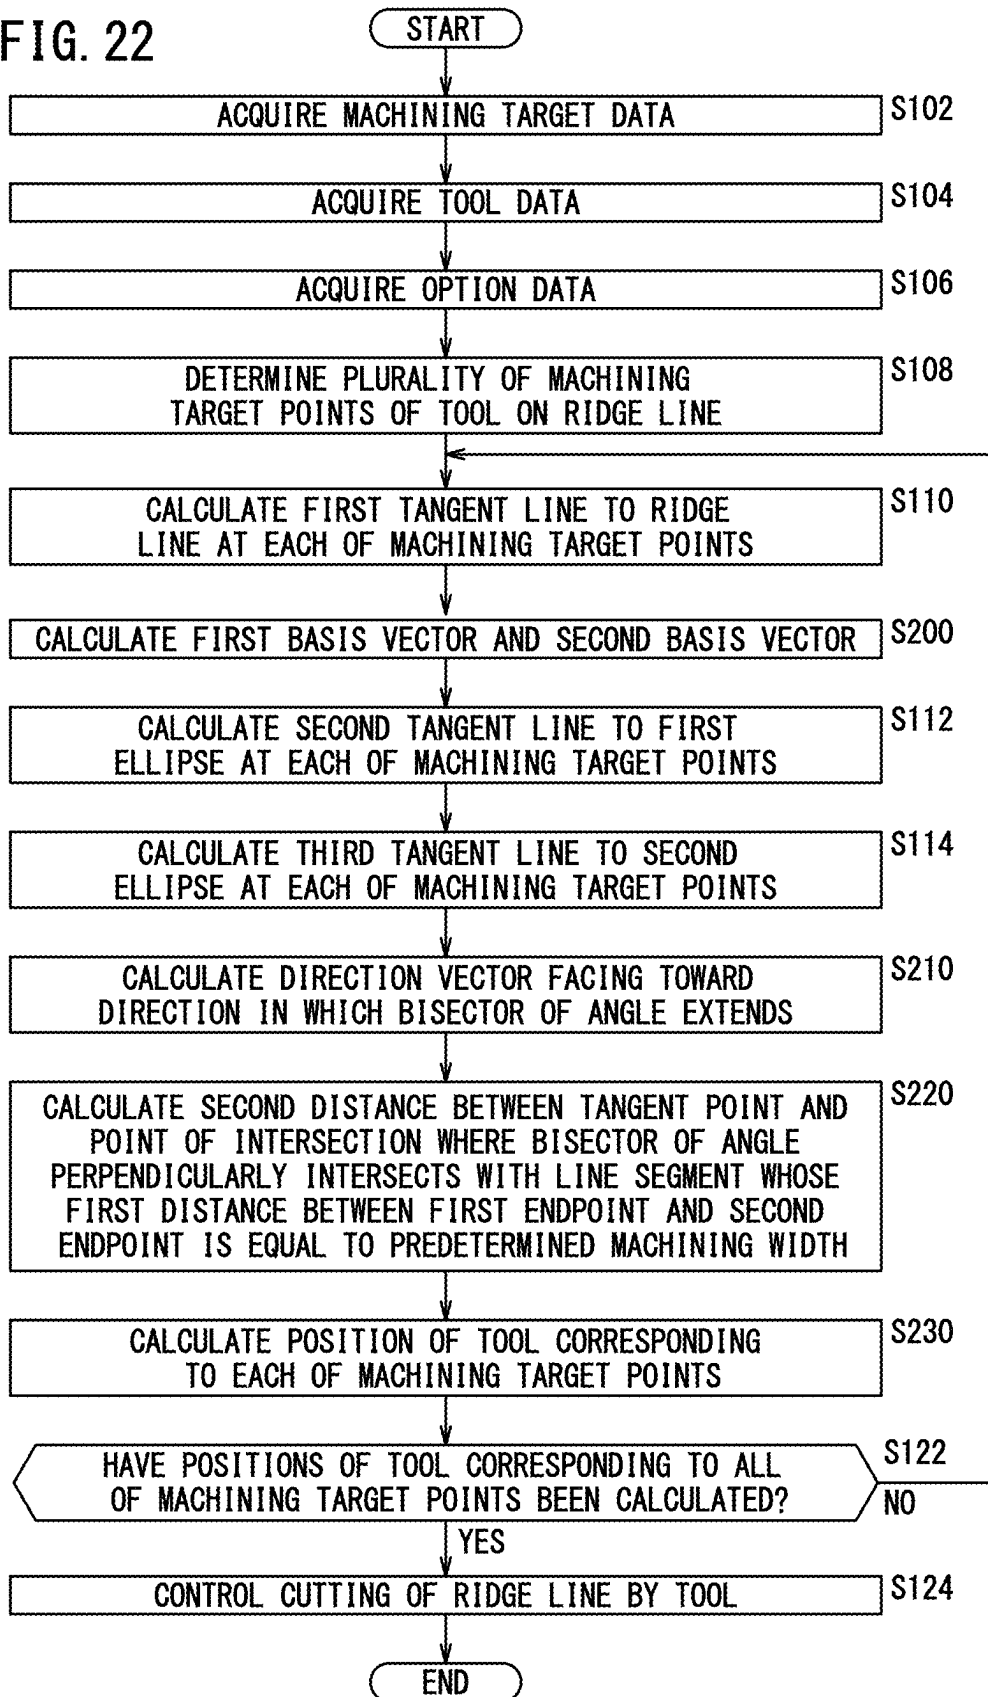 FIG. 22
START
ACQUIRE MACHINING TARGET DATA
S102
ACQUIRE TOOL DATA
S104
ACQUIRE OPTION DATA
S106
DETERMINE PLURALITY OF MACHINING
TARGET POINTS OF TOOL ON RIDGE LINE
S108
CALCULATE FIRST TANGENT LINE TO RIDGE
LINE AT EACH OF MACHINING TARGET POINTS
S110
CALCULATE FIRST BASIS VECTOR AND SECOND BASIS VECTOR
S200
CALCULATE SECOND TANGENT LINE TO FIRST
ELLIPSE AT EACH OF MACHINING TARGET POINTS
S112
CALCULATE THIRD TANGENT LINE TO SECOND
ELLIPSE AT EACH OF MACHINING TARGET POINTS
S114
CALCULATE DIRECTION VECTOR FACING TOWARD
DIRECTION IN WHICH BISECTOR OF ANGLE EXTENDS
S210
CALCULATE SECOND DISTANCE BETWEEN TANGENT POINT AND
POINT OF INTERSECTION WHERE BISECTOR OF ANGLE
PERPENDICULARLY INTERSECTS WITH LINE SEGMENT WHOSE
FIRST DISTANCE BETWEEN FIRST ENDPOINT AND SECOND
ENDPOINT IS EQUAL TO PREDETERMINED MACHINING WIDTH
S220
CALCULATE POSITION OF TOOL CORRESPONDING
TO EACH OF MACHINING TARGET POINTS
S230
HAVE POSITIONS OF TOOL CORRESPONDING TO ALL
OF MACHINING TARGET POINTS BEEN CALCULATED?
S122
NO
YES
CONTROL CUTTING OF RIDGE LINE BY TOOL
S124
END